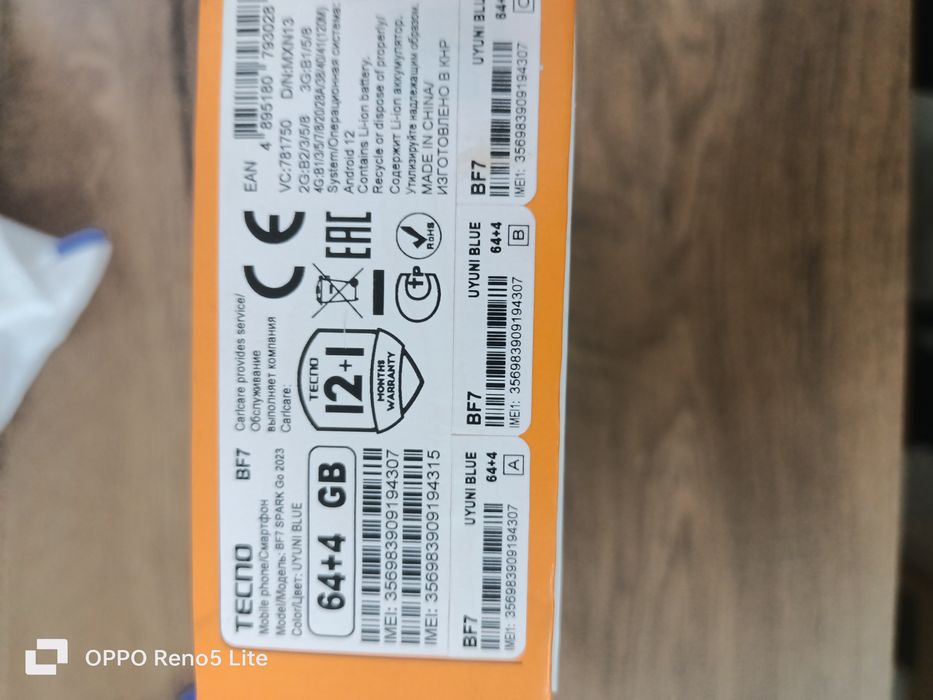 TECNO BF7
Mobile phone/Смартфон
Model/Модель: BF7 SPARK Go 2023
Color/Цвет: UYUNI BLUE
64+4 GB
IMEI: 356983909194307
IMEI: 356983909194315
Carlcare provides service/
Обслуживание
выполняет компания
Carlcare:
TECNO
12+1
MONTHS
WARRANTY
CE
EAC
RoHS
EAN
4 895180 793028
VC:781750 D/N:MXN13
2G:B2/3/5/8 3G:B1/5/8
4G:B1/3/5/7/8/20/28A/38/40/41(120M)
System/Операционная система:
Android 12
Contains Li-ion battery.
Recycle or dispose of properly/
Содержит Li-ion аккумулятор.
Утилизируйте надлежащим образом.
MADE IN CHINA/
ИЗГОТОВЛЕНО В КНР
BF7 UYUNI BLUE
64+4
IMEI1: 356983909194307
A
BF7 UYUNI BLUE
64+4
IMEI1: 356983909194307
B
BF7 UYUNI BLU
64+
IMEI1: 356983909194307
C
OPPO Reno5 Lite